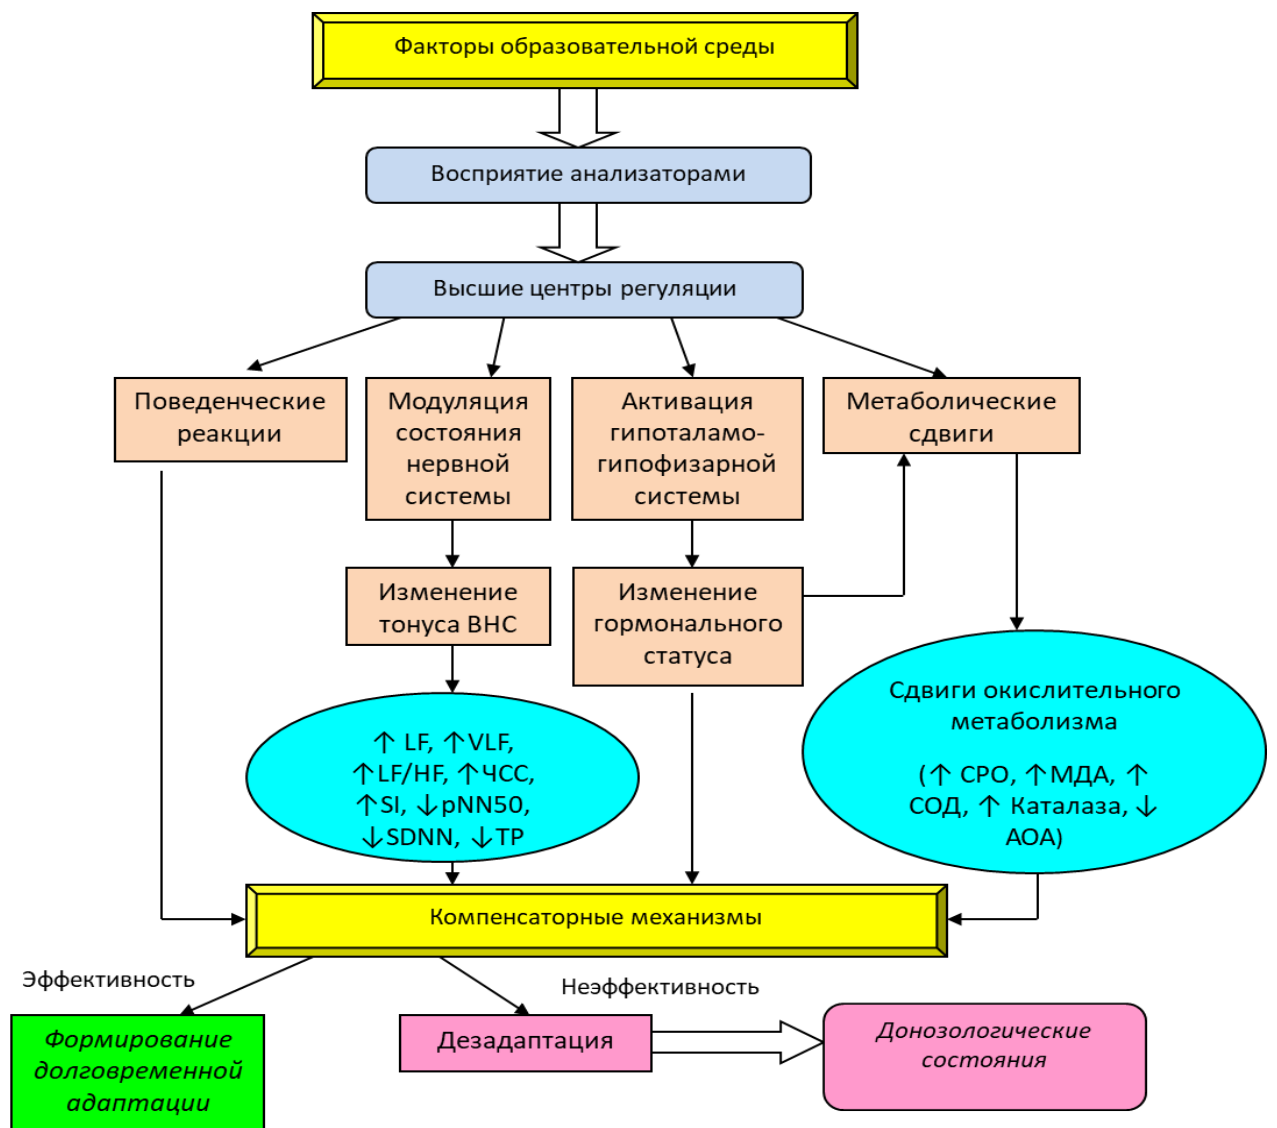 Факторы образовательной среды
Восприятие анализаторами
Высшие центры регуляции
Поведенческие
реакции
Модуляция
состояния
нервной
системы
Активация
гипоталамо-
гипофизарной
системы
Метаболические
сдвиги
Изменение
тонуса ВНС
Изменение
гормонального
статуса
↑ LF, ↑VLF,
↑LF/HF, ↑ЧСС,
↑SI, ↓pNN50,
↓SDNN, ↓TP
Сдвиги окислительного
метаболизма
(↑ СРО, ↑МДА, ↑
СОД, ↑ Каталаза, ↓
АОА)
Компенсаторные механизмы
Эффективность
Неэффективность
Формирование
долговременной
адаптации
Дезадаптация
Донозологические
состояния